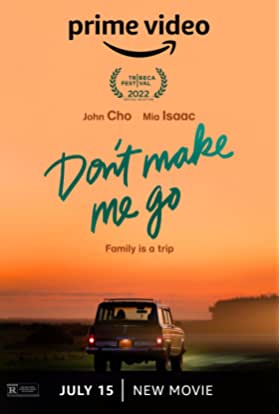 prime video
TRIBECA
FESTIVAL
2022
OFFICIAL SELECTION
John Cho Mia Isaac
Don't make
me go
Family is a trip
R
JULY 15 | NEW MOVIE